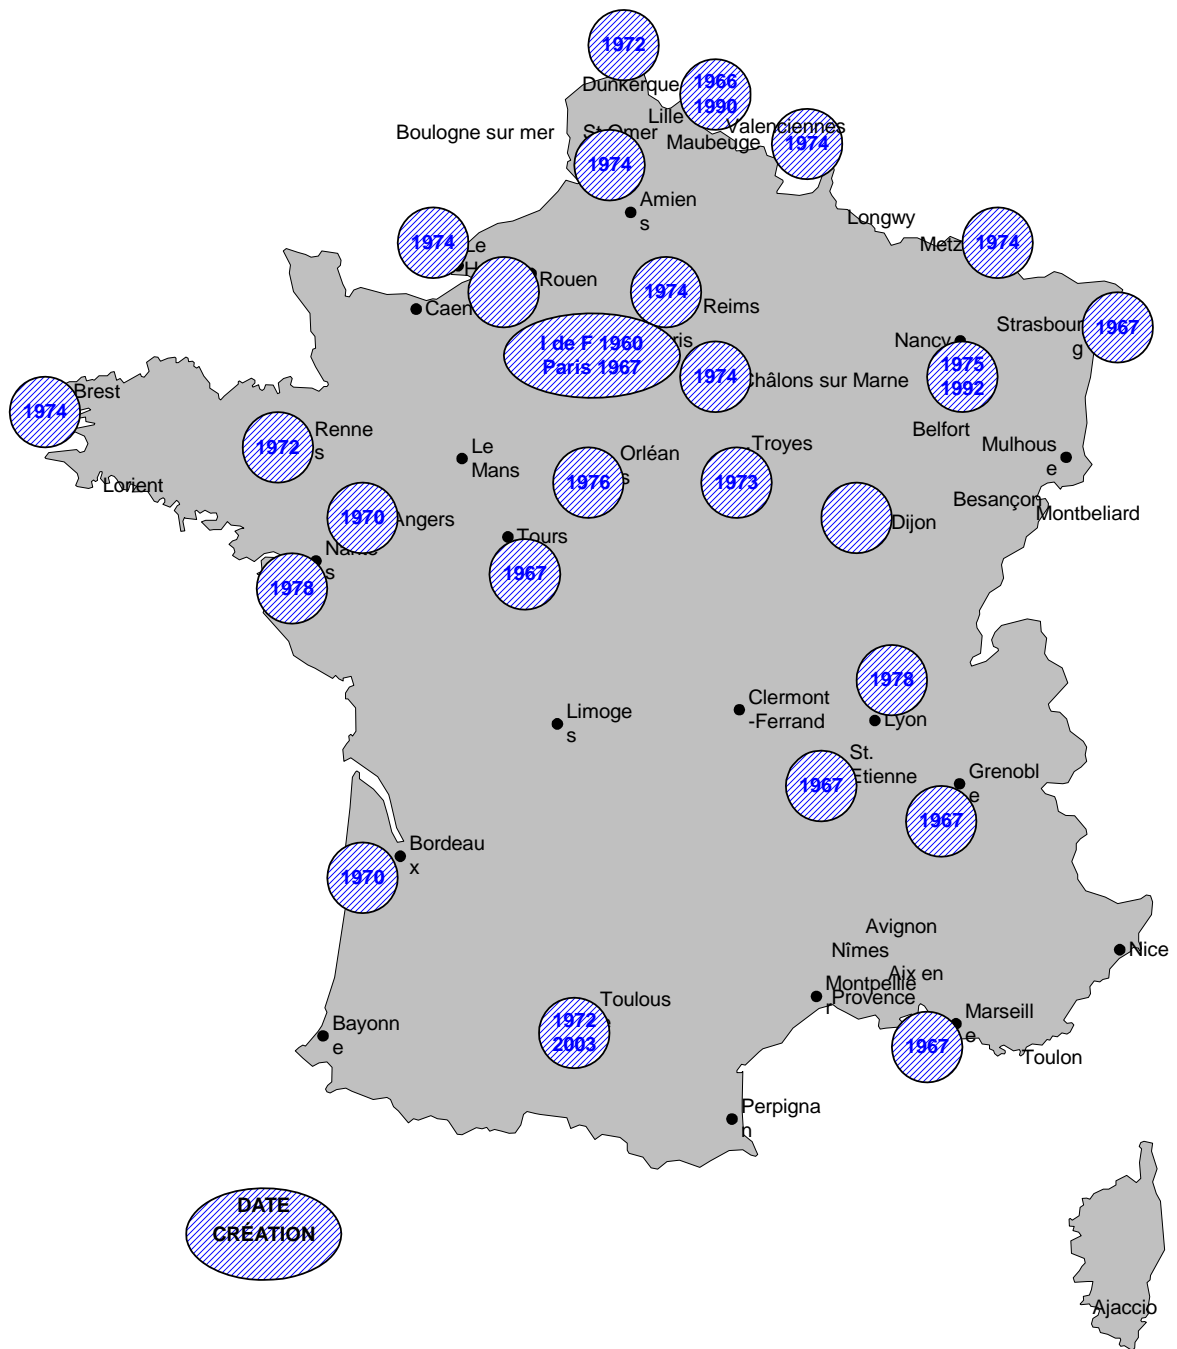 1972
Dunkerque
1966
1990
Lille
Boulogne sur mer
St Omer
Valenciennes
Maubeuge
1974
1974
Amien
s
Longwy
Metz
1974
1974
Le
H
Rouen
1974
Reims
Caen
Strasbour
g
1967
I de F 1960
Paris 1967
ris
Nancy
1975
1992
1974
Châlons sur Marne
Brest
1974
Belfort
Renne
s
1972
Le
Mans
Orléan
s
1976
Troyes
1973
Mulhous
e
Lorient
Besançon
Montbeliard
1970
Angers
Dijon
Tours
1967
Nante
s
1978
1978
Lyon
Clermont
-Ferrand
Limoge
s
St.
Etienne
1967
Grenobl
e
1967
Bordeau
x
1970
Avignon
Nîmes
Nice
Aix en
Provence
Montpellie
r
Toulous
1972
2003
Marseill
e
1967
Toulon
Bayonn
e
Perpigna
n
DATE
CRÉATION
Ajaccio